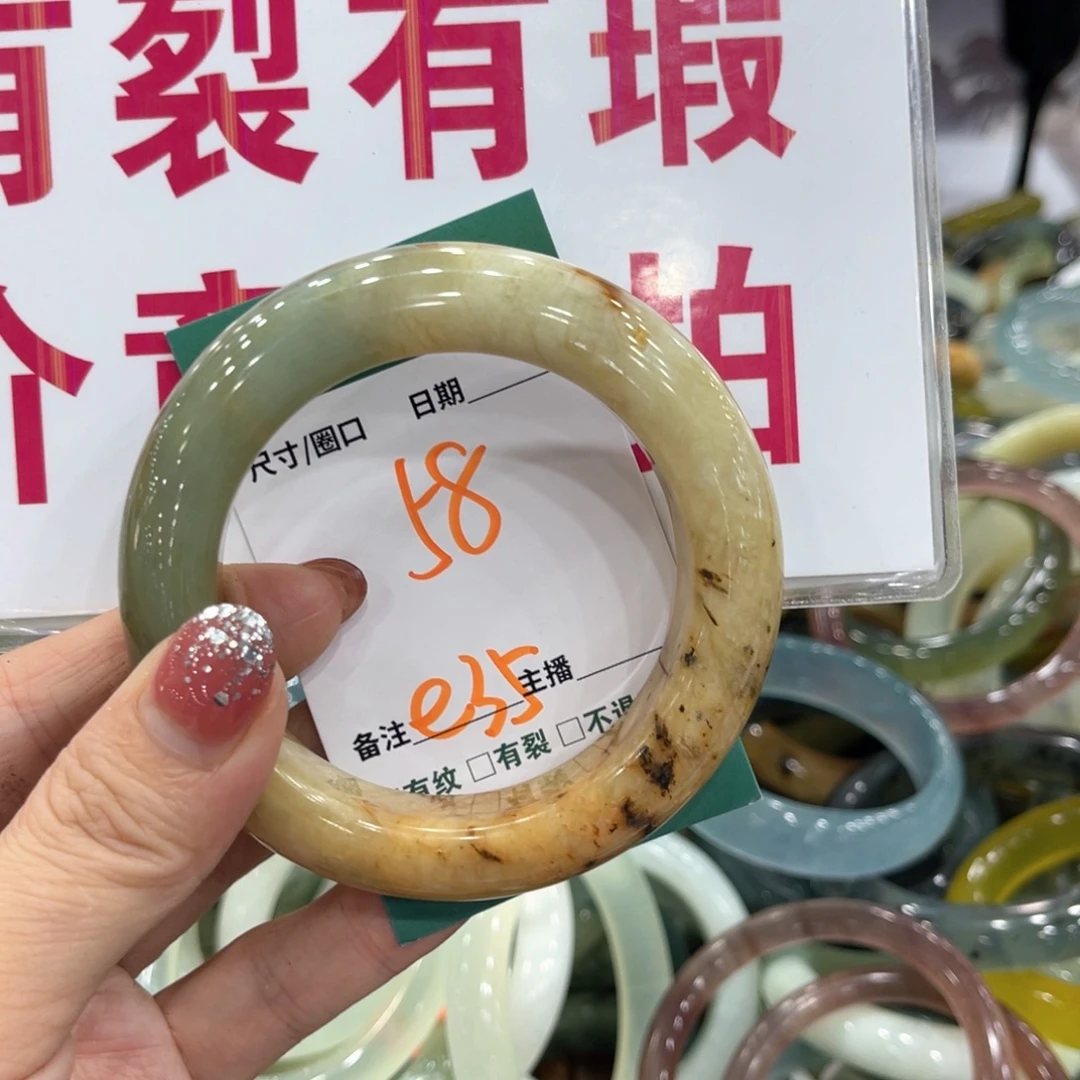 有裂有瑕
介 拍
日期
尺寸/圈口
58
主播
备注 e35
有纹 □有裂 □不退